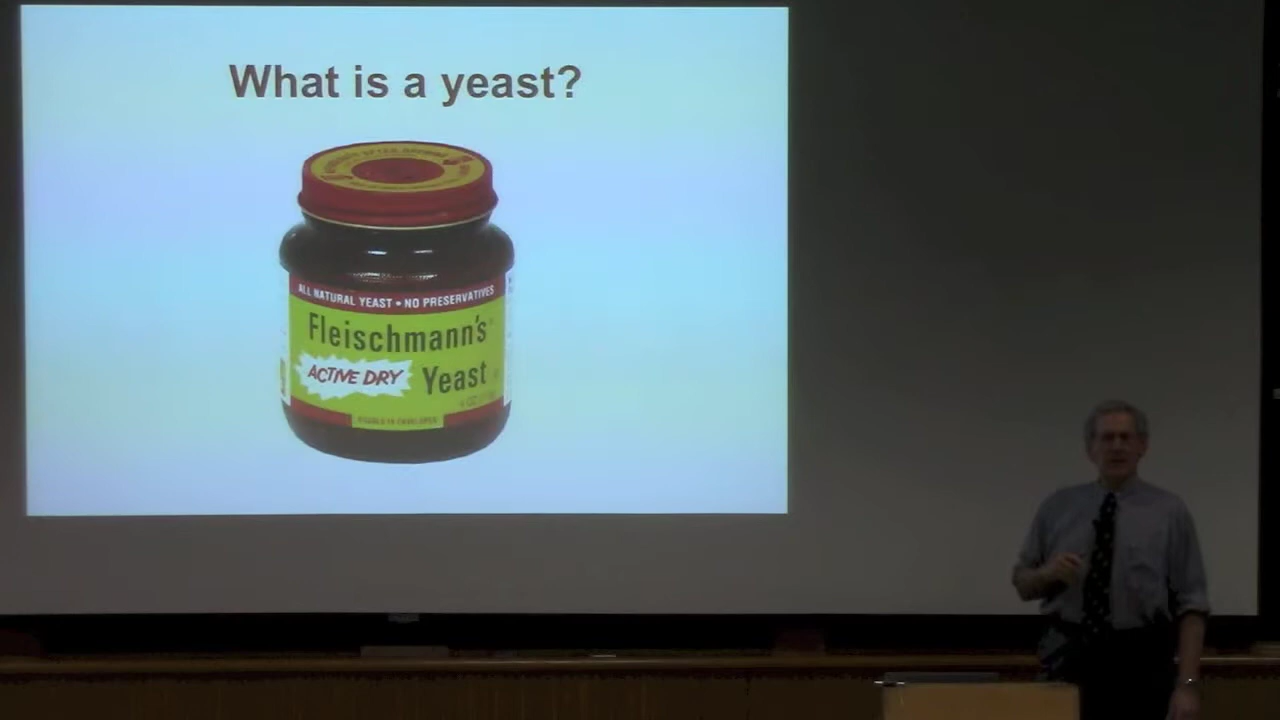 What is a yeast?
ALL NATURAL YEAST • NO PRESERVATIVES
Fleischmann's
ACTIVE DRY
Yeast